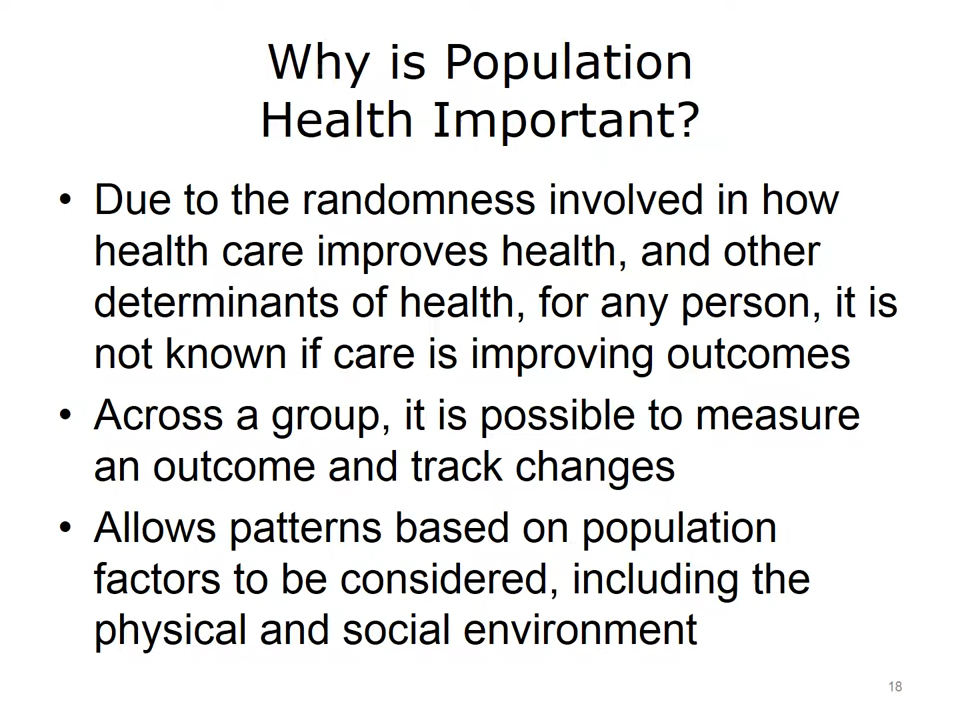 Why is Population
Health Important?
• Due to the randomness involved in how
health care improves health, and other
determinants of health, for any person, it is
not known if care is improving outcomes
• Across a group, it is possible to measure
an outcome and track changes
• Allows patterns based on population
factors to be considered, including the
physical and social environment
18